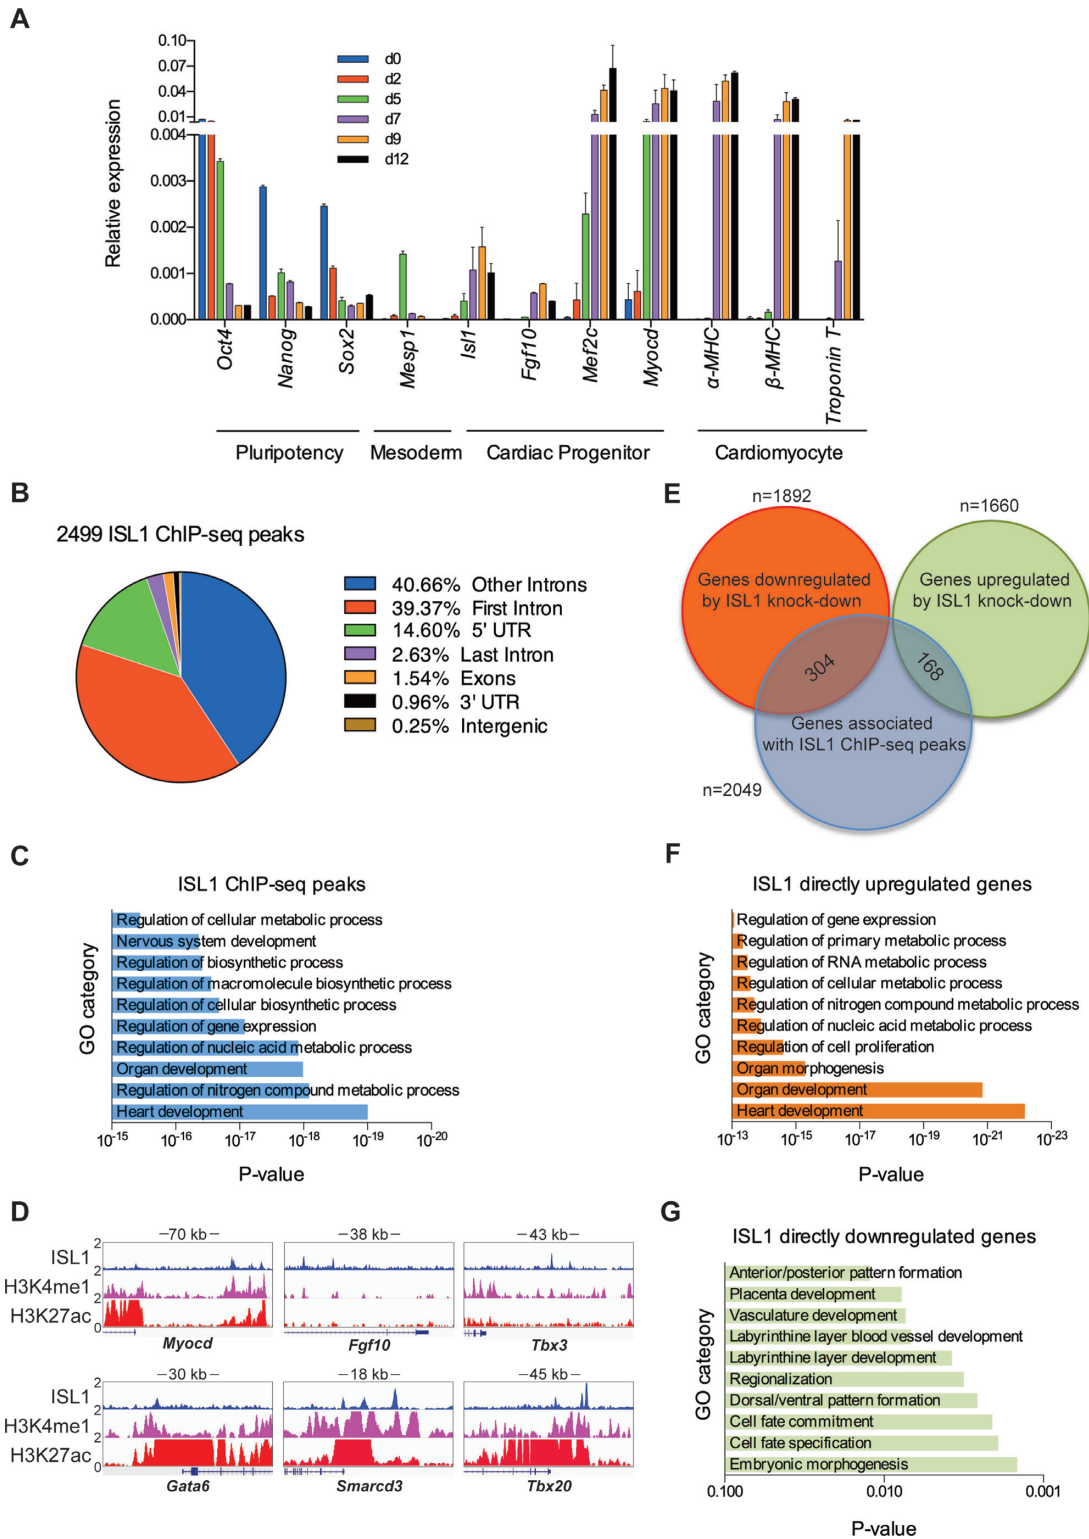 A
0.10
0.07
0.04
0.01
0.004
0.003
0.002
0.001
0.000
Relative expression
d0
d2
d5
d7
d9
d12
Oct4
Nanog
Sox2
Mesp1
Isl1
Fgf10
Mef2c
Myocd
α-MHC
β-MHC
Troponin T
Pluripotency
Mesoderm
Cardiac Progenitor
Cardiomyocyte
B
2499 ISL1 ChIP-seq peaks
40.66% Other Introns
39.37% First Intron
14.60% 5' UTR
2.63% Last Intron
1.54% Exons
0.96% 3' UTR
0.25% Intergenic
E
n=1892
n=1660
Genes downregulated
by ISL1 knock-down
Genes upregulated
by ISL1 knock-down
304
168
Genes associated
with ISL1 ChIP-seq peaks
n=2049
C
ISL1 ChIP-seq peaks
GO category
Regulation of cellular metabolic process
Nervous system development
Regulation of biosynthetic process
Regulation of macromolecule biosynthetic process
Regulation of cellular biosynthetic process
Regulation of gene expression
Regulation of nucleic acid metabolic process
Organ development
Regulation of nitrogen compound metabolic process
Heart development
10-15 10-16 10-17 10-18 10-19 10-20
P-value
F
ISL1 directly upregulated genes
GO category
Regulation of gene expression
Regulation of primary metabolic process
Regulation of RNA metabolic process
Regulation of cellular metabolic process
Regulation of nitrogen compound metabolic process
Regulation of nucleic acid metabolic process
Regulation of cell proliferation
Organ morphogenesis
Organ development
Heart development
10-13 10-15 10-17 10-19 10-21 10-23
P-value
D
70 kb
38 kb
43 kb
ISL1
H3K4me1
H3K27ac
2
2
2
0
Myocd
Fgf10
Tbx3
30 kb
18 kb
45 kb
ISL1
H3K4me1
H3K27ac
2
2
2
0
Gata6
Smarcd3
Tbx20
G
ISL1 directly downregulated genes
GO category
Anterior/posterior pattern formation
Placenta development
Vasculature development
Labyrinthine layer blood vessel development
Labyrinthine layer development
Regionalization
Dorsal/ventral pattern formation
Cell fate commitment
Cell fate specification
Embryonic morphogenesis
0.100 0.010 0.001
P-value